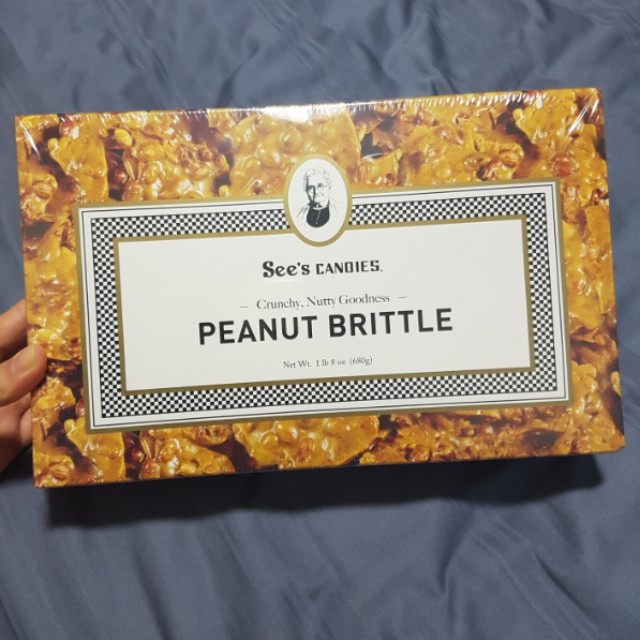 See's CANDIES.
— Crunchy, Nutty Goodness —
PEANUT BRITTLE
Net Wt. 1 lb 8 oz (680g)